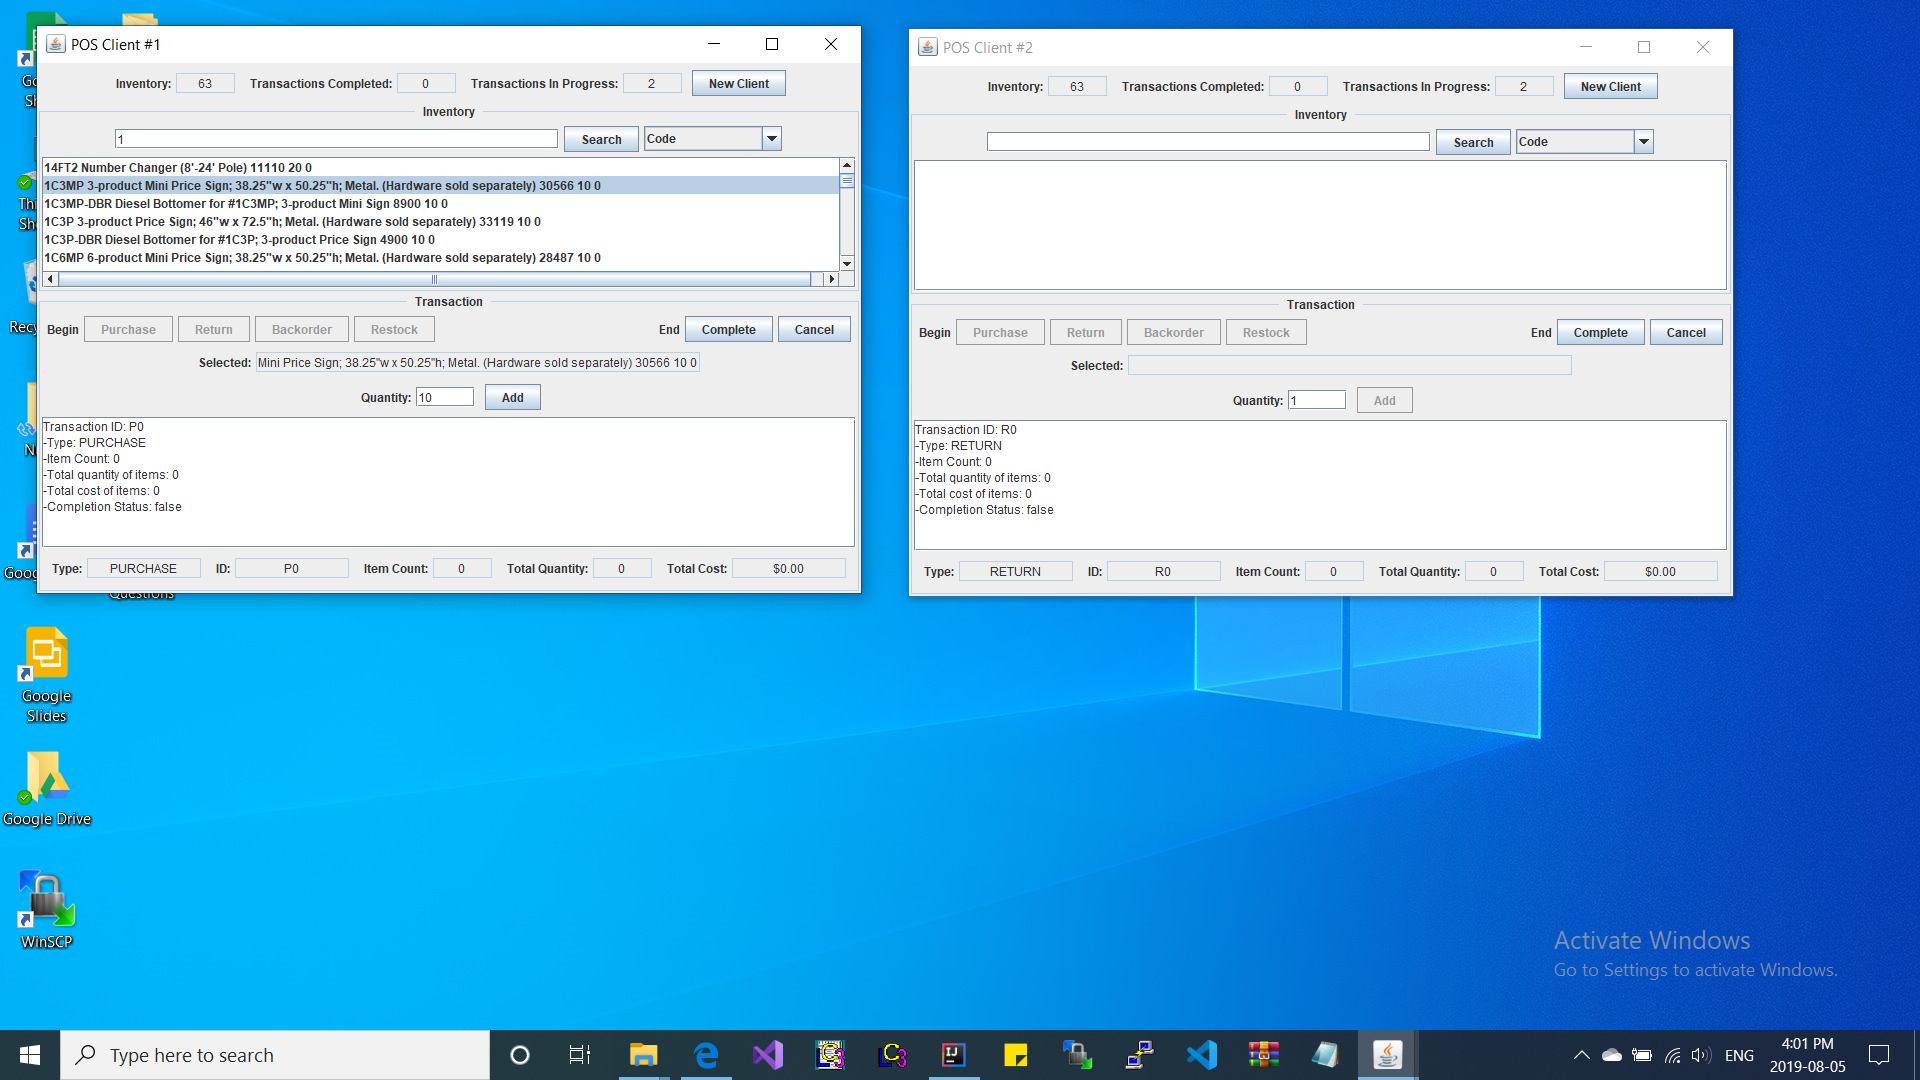 POS Client #1
Inventory: 63 Transactions Completed: 0 Transactions In Progress: 2 New Client
Inventory
1 Search Code
14FT2 Number Changer (8'-24' Pole) 11110 20 0
1C3MP 3-product Mini Price Sign; 38.25"w x 50.25"h; Metal. (Hardware sold separately) 30566 10 0
1C3MP-DBR Diesel Bottomer for #1C3MP; 3-product Mini Sign 8900 10 0
1C3P 3-product Price Sign; 46"w x 72.5"h; Metal. (Hardware sold separately) 33119 10 0
1C3P-DBR Diesel Bottomer for #1C3P; 3-product Price Sign 4900 10 0
1C6MP 6-product Mini Price Sign; 38.25"w x 50.25"h; Metal. (Hardware sold separately) 28487 10 0
Transaction
Begin Purchase Return Backorder Restock End Complete Cancel
Selected: Mini Price Sign; 38.25"w x 50.25"h; Metal. (Hardware sold separately) 30566 10 0
Quantity: 10 Add
Transaction ID: P0
-Type: PURCHASE
-Item Count: 0
-Total quantity of items: 0
-Total cost of items: 0
-Completion Status: false
Type: PURCHASE ID: P0 Item Count: 0 Total Quantity: 0 Total Cost: $0.00
POS Client #2
Inventory: 63 Transactions Completed: 0 Transactions In Progress: 2 New Client
Inventory
Search Code
Transaction
Begin Purchase Return Backorder Restock End Complete Cancel
Selected:
Quantity: 1 Add
Transaction ID: R0
-Type: RETURN
-Item Count: 0
-Total quantity of items: 0
-Total cost of items: 0
-Completion Status: false
Type: RETURN ID: R0 Item Count: 0 Total Quantity: 0 Total Cost: $0.00
Questions
Google
Slides
Google Drive
WinSCP
Activate Windows
Go to Settings to activate Windows.
Type here to search
ENG
4:01 PM
2019-08-05